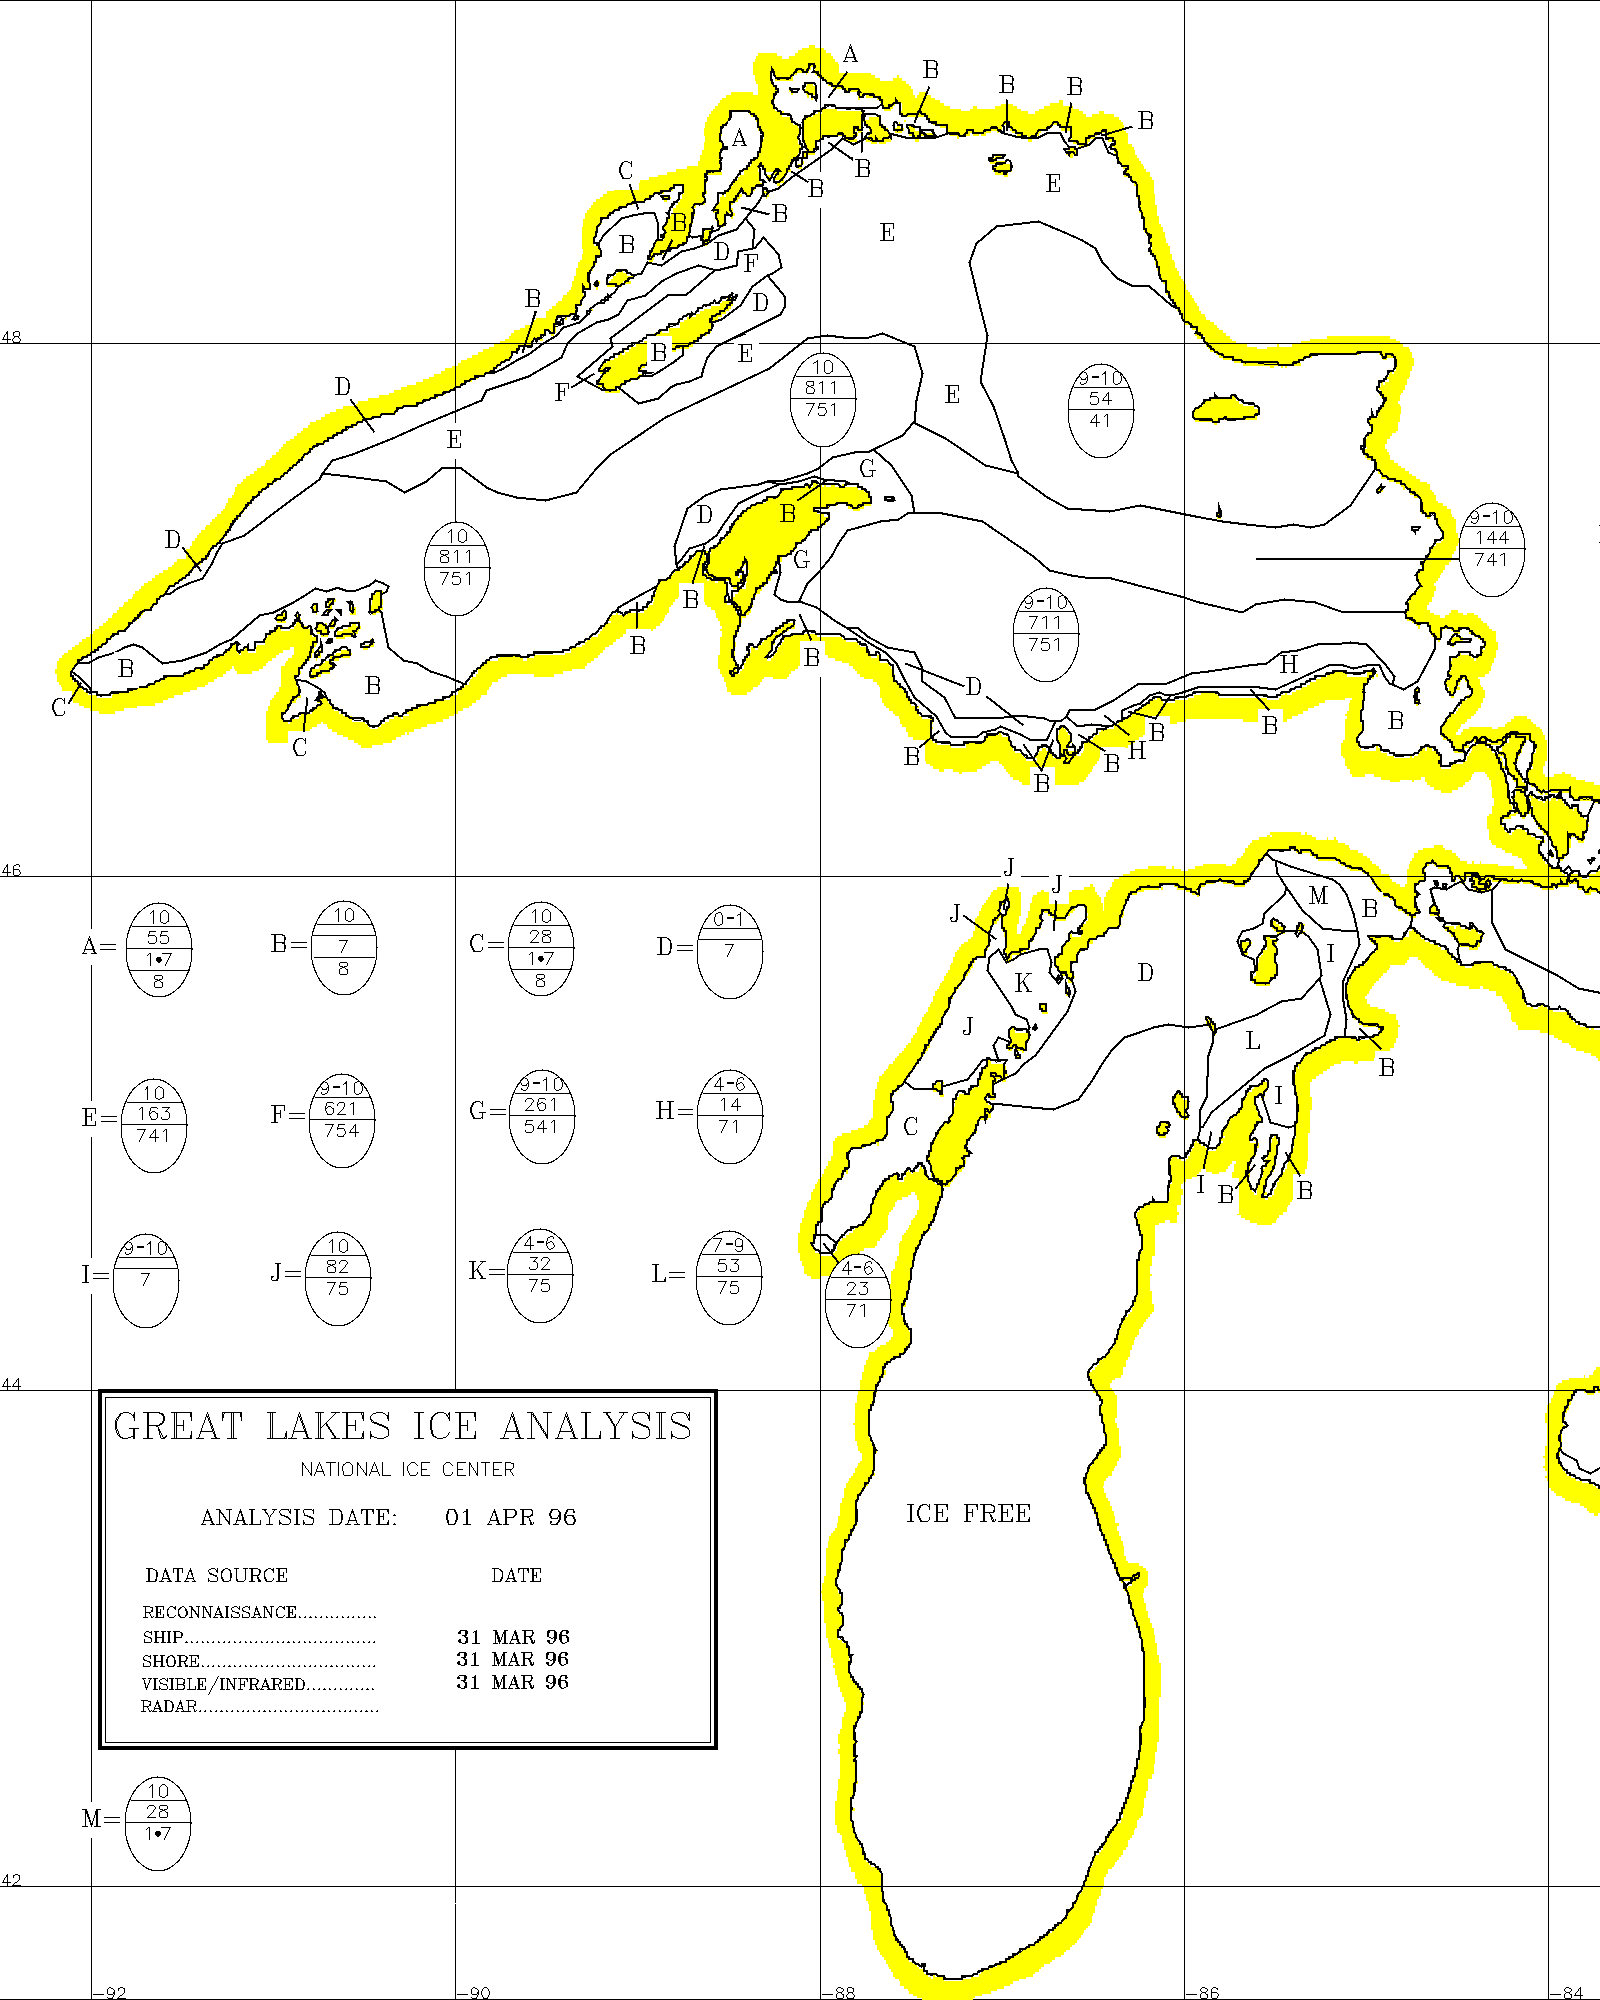 A
B
B
B
B
A
B
C
B
E
B
B
B
E
B
D
F
B
D
48
B
E
10
811
751
9-10
54
41
D
F
E
E
G
D
B
9-10
144
741
D
10
811
751
G
B
9-10
711
751
B
B
B
H
B
D
B
C
B
B
B
C
B
H
B
B
46
J
J
M
B
J
A=
10
55
1•7
8
B=
10
7
8
C=
10
28
1•7
8
D=
0-1
7
I
D
K
J
L
B
E=
10
163
741
F=
9-10
621
754
G=
9-10
261
541
H=
4-6
14
71
I
C
I
B
B
I=
9-10
7
J=
10
82
75
K=
4-6
32
75
L=
7-9
53
75
4-6
23
71
44
GREAT LAKES ICE ANALYSIS
NATIONAL ICE CENTER
ANALYSIS DATE: 01 APR 96
ICE FREE
DATA SOURCE DATE
RECONNAISSANCE..............
SHIP................................... 31 MAR 96
SHORE................................ 31 MAR 96
VISIBLE/INFRARED............. 31 MAR 96
RADAR.................................
M=
10
28
1•7
42
-92 -90 -88 -86 -84